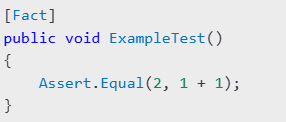 [Fact]
public void ExampleTest()
{
    Assert.Equal(2, 1 + 1);
}